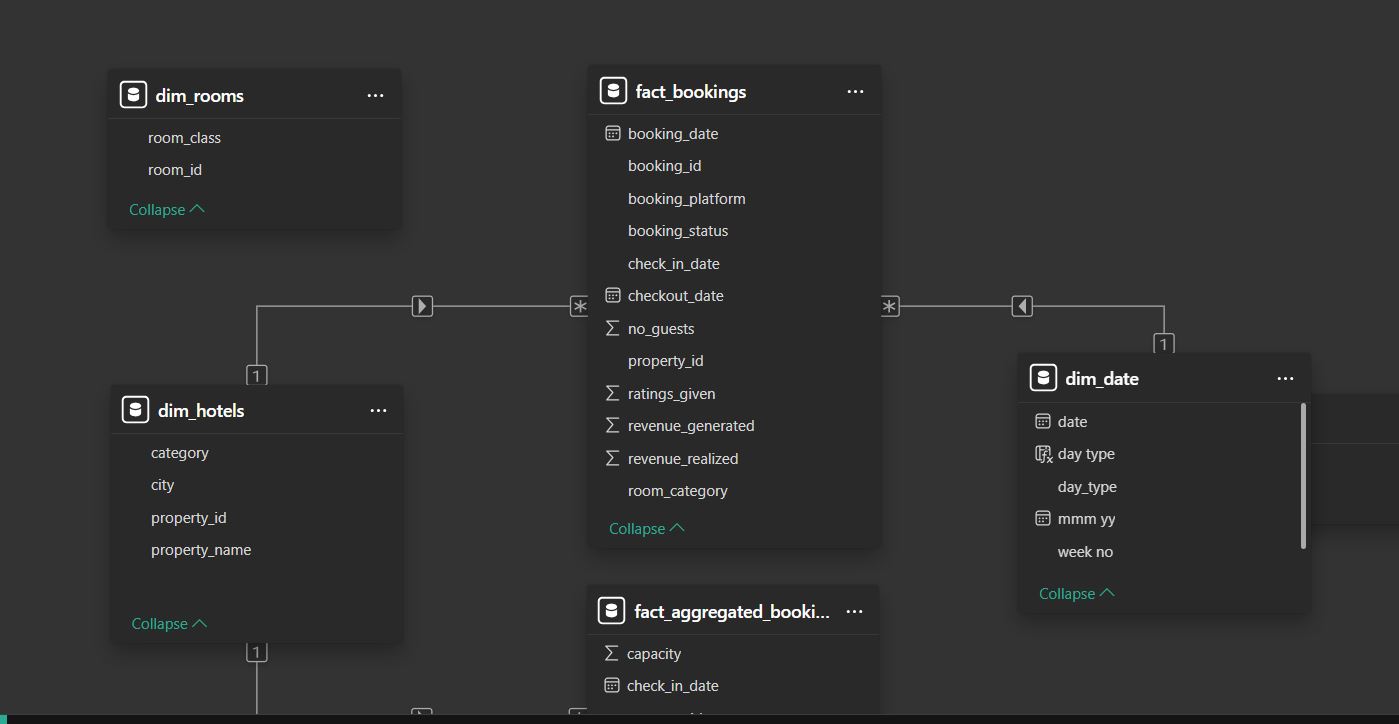 dim_rooms
room_class
room_id
Collapse
fact_bookings
booking_date
booking_id
booking_platform
booking_status
check_in_date
checkout_date
no_guests
property_id
ratings_given
revenue_generated
revenue_realized
room_category
Collapse
*
*
1
1
dim_hotels
category
city
property_id
property_name
Collapse
1
dim_date
date
day type
day_type
mmm yy
week no
Collapse
fact_aggregated_booki...
capacity
check_in_date